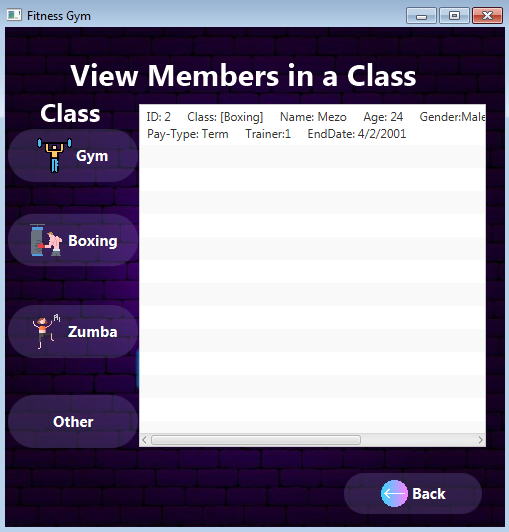 Fitness Gym
View Members in a Class
Class
ID: 2 Class: [Boxing] Name: Mezo Age: 24 Gender:Male
Pay-Type: Term Trainer:1 EndDate: 4/2/2001
Gym
Boxing
Zumba
Other
Back